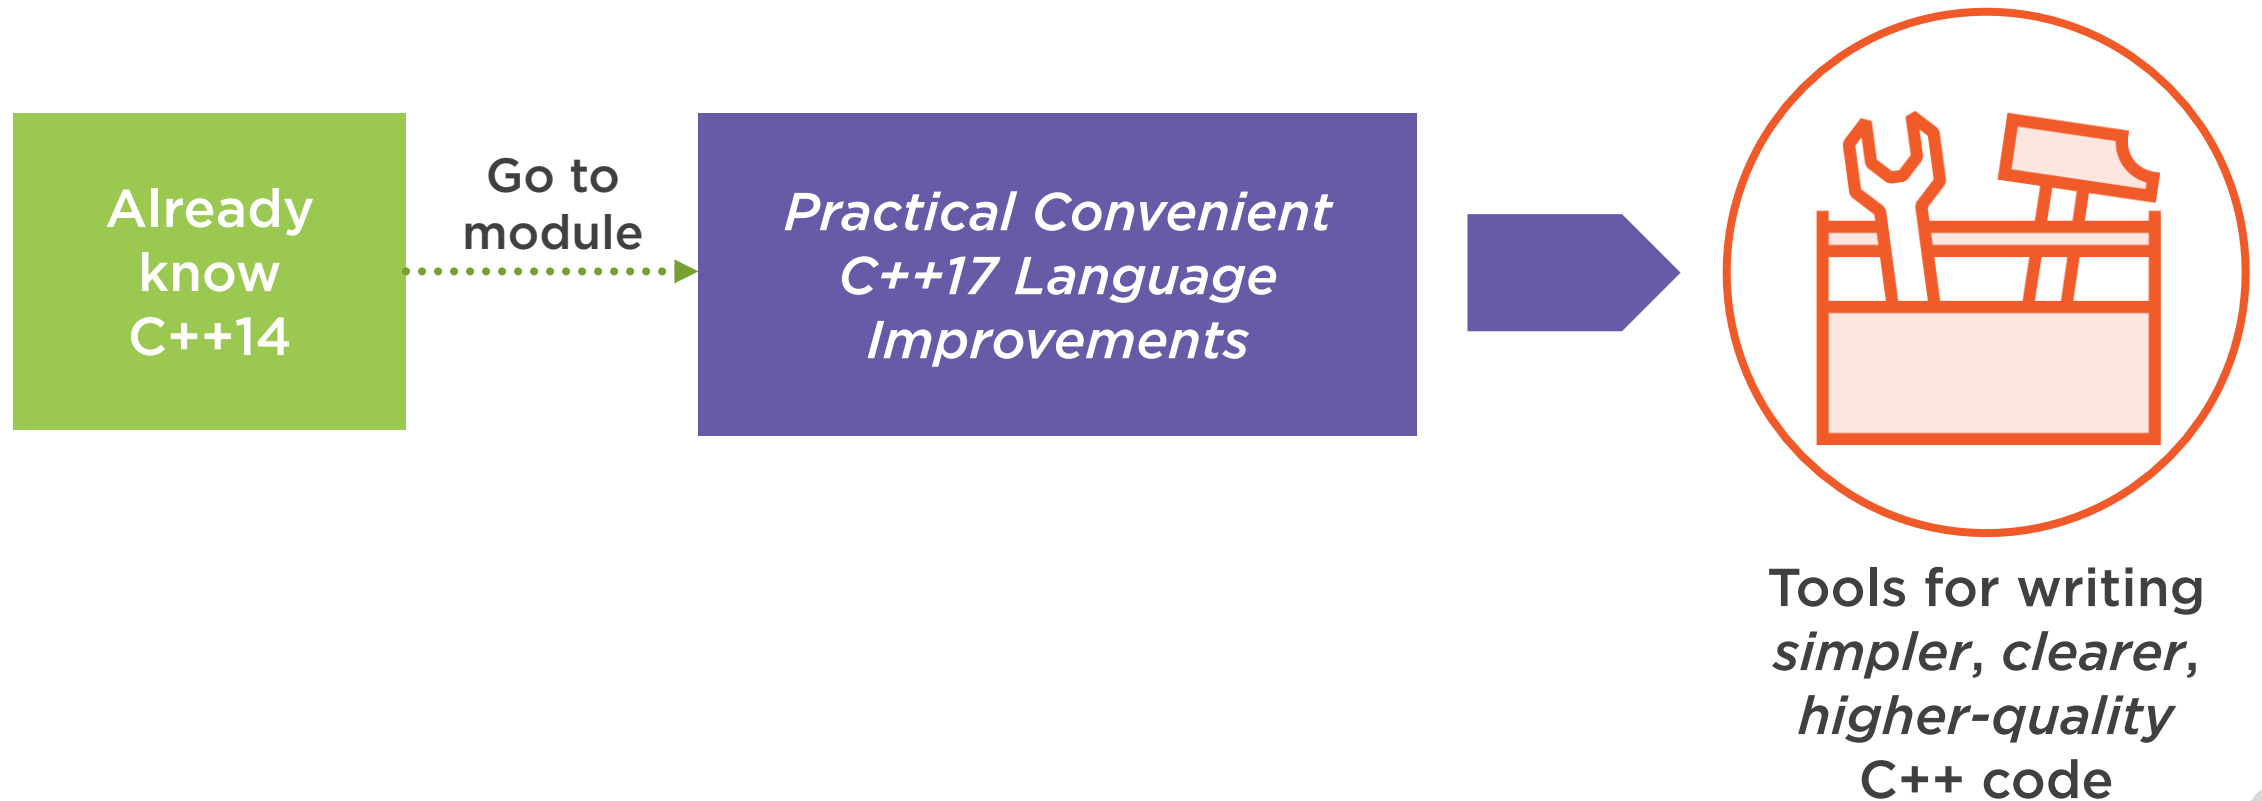 Already
know
C++14
Go to
module
Practical Convenient
C++17 Language
Improvements
Tools for writing
simpler, clearer,
higher-quality
C++ code